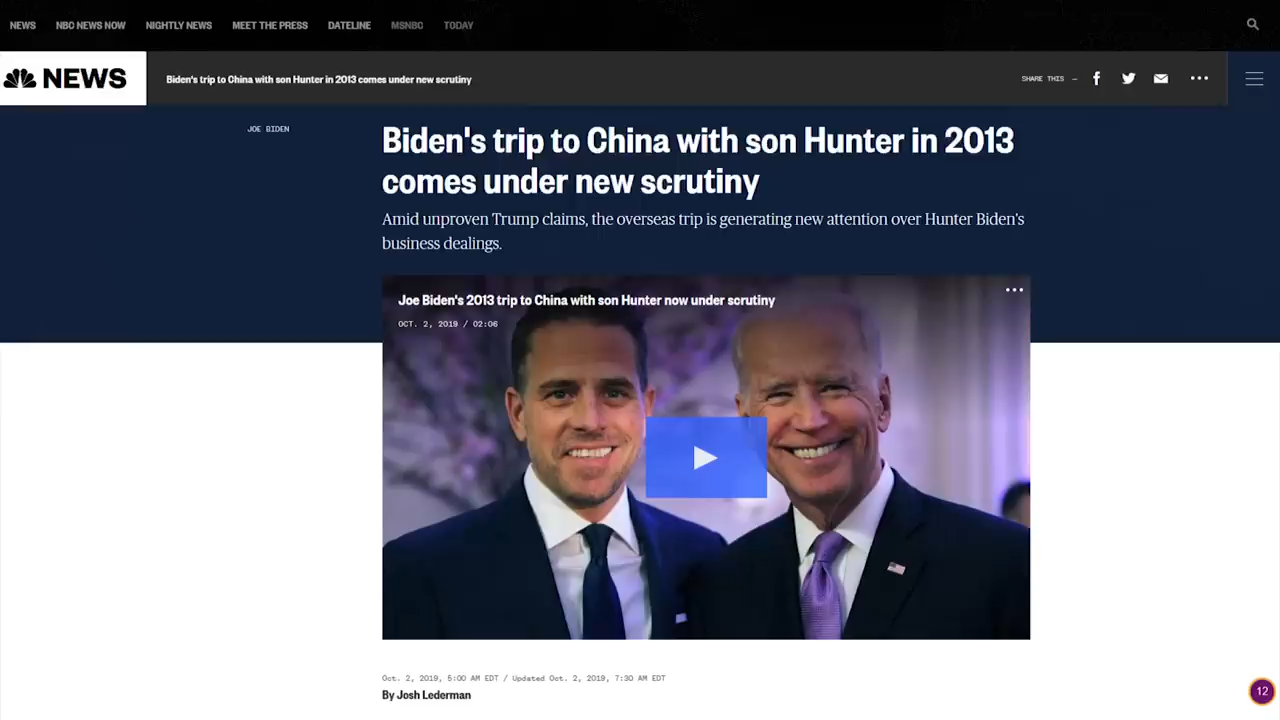 NEWS NBC NEWS NOW NIGHTLY NEWS MEET THE PRESS DATELINE MSNBC TODAY
NEWS Biden's trip to China with son Hunter in 2013 comes under new scrutiny SHARE THIS —
JOE BIDEN
Biden's trip to China with son Hunter in 2013
comes under new scrutiny
Amid unproven Trump claims, the overseas trip is generating new attention over Hunter Biden's
business dealings.
Joe Biden's 2013 trip to China with son Hunter now under scrutiny
OCT. 2, 2019 / 02:06
Oct. 2, 2019, 5:00 AM EDT / Updated Oct. 2, 2019, 7:30 AM EDT
By Josh Lederman
12